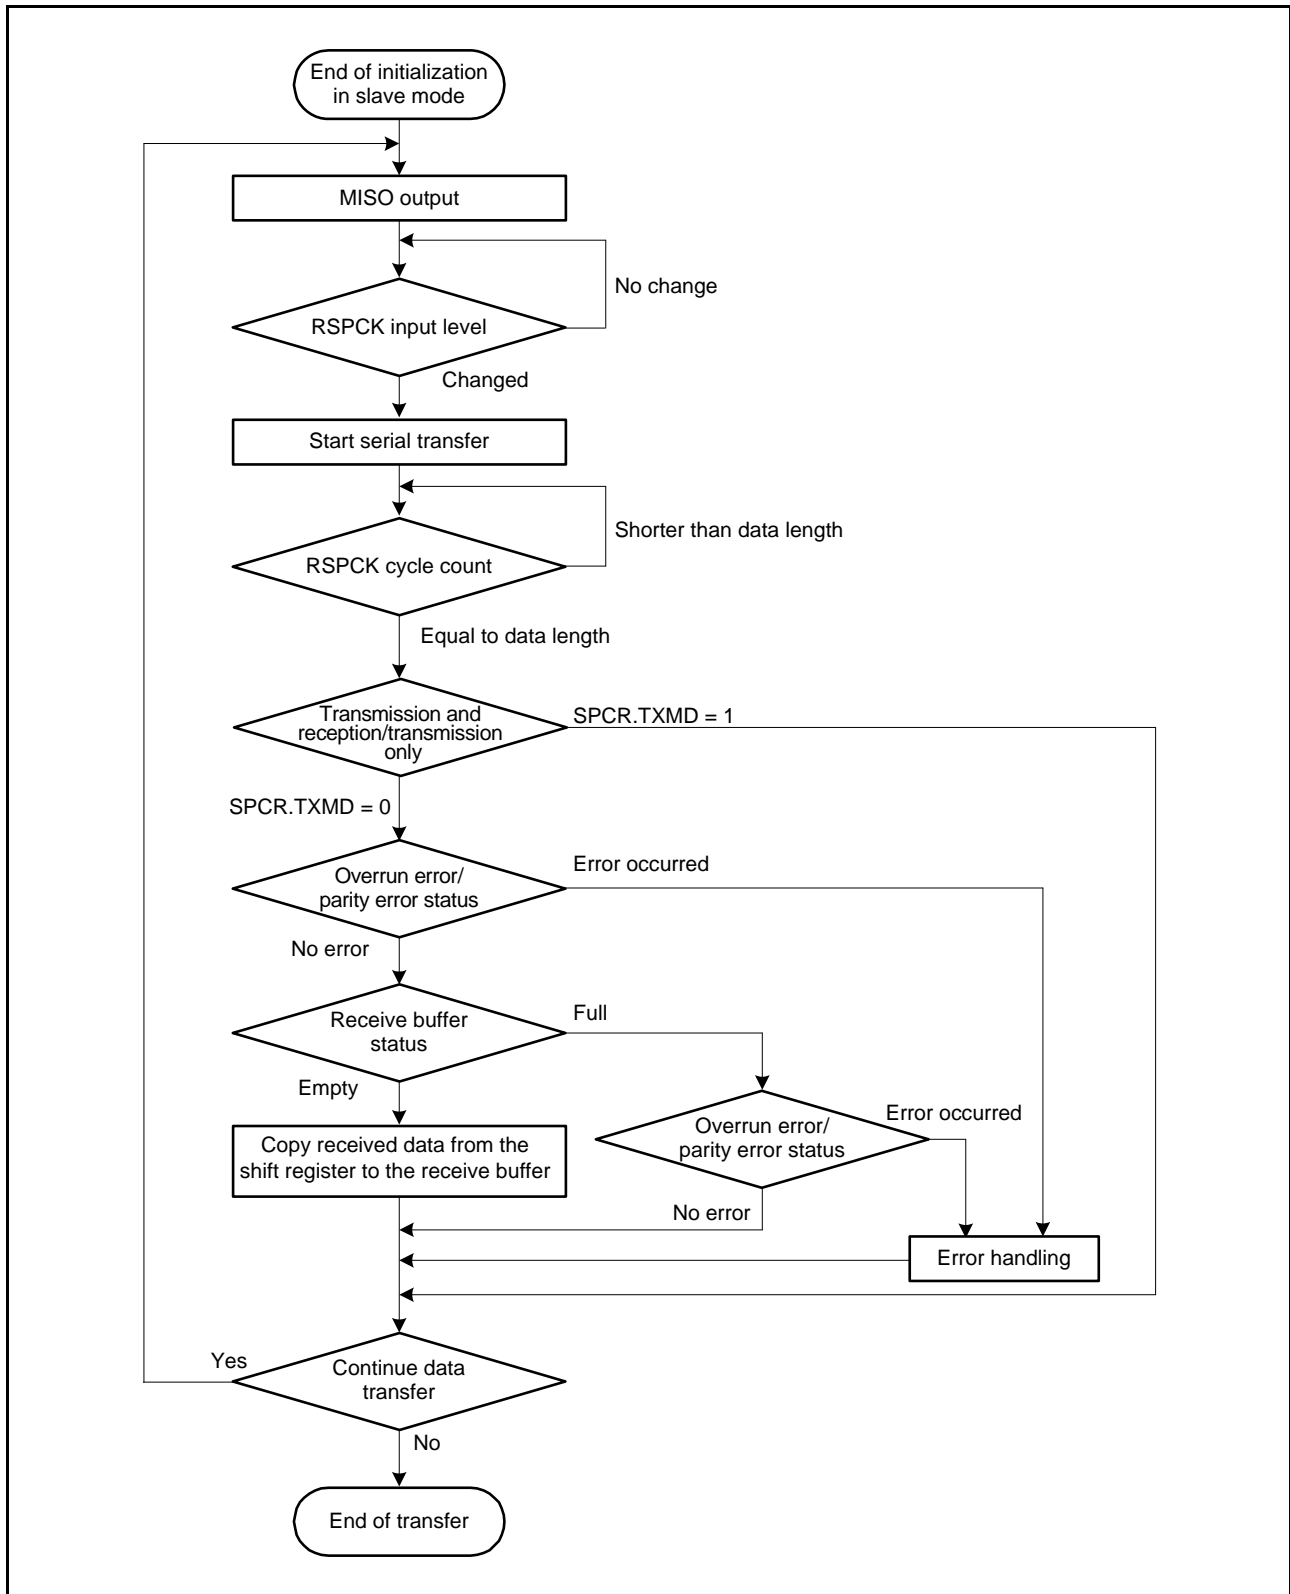 End of initialization
in slave mode
MISO output
No change
RSPCK input level
Changed
Start serial transfer
Shorter than data length
RSPCK cycle count
Equal to data length
Transmission and
reception/transmission
only
SPCR.TXMD = 1
SPCR.TXMD = 0
Overrun error/
parity error status
Error occurred
No error
Receive buffer
status
Full
Empty
Overrun error/
parity error status
Error occurred
Copy received data from the
shift register to the receive buffer
No error
Error handling
Yes
Continue data
transfer
No
End of transfer